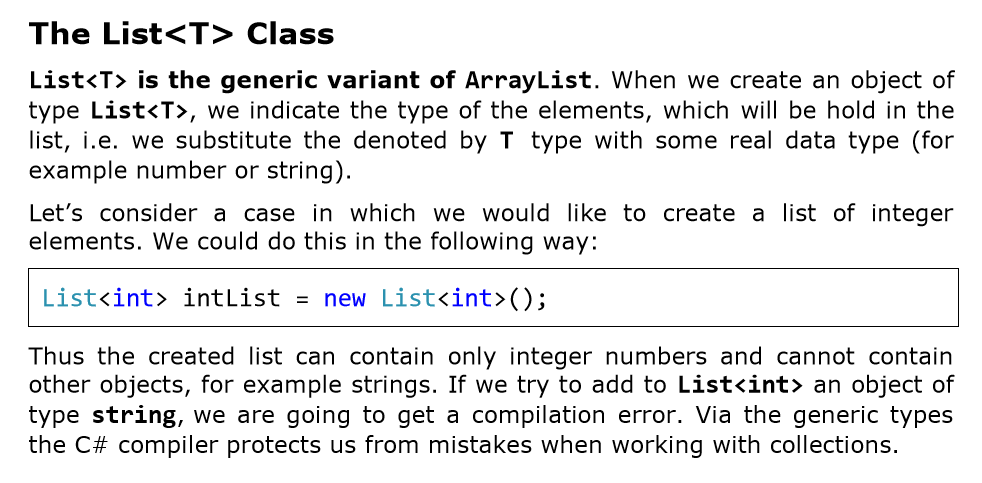 The List<T> Class
List<T> is the generic variant of ArrayList. When we create an object of
type List<T>, we indicate the type of the elements, which will be hold in the
list, i.e. we substitute the denoted by T type with some real data type (for
example number or string).
Let’s consider a case in which we would like to create a list of integer
elements. We could do this in the following way:
List<int> intList = new List<int>();
Thus the created list can contain only integer numbers and cannot contain
other objects, for example strings. If we try to add to List<int> an object of
type string, we are going to get a compilation error. Via the generic types
the C# compiler protects us from mistakes when working with collections.